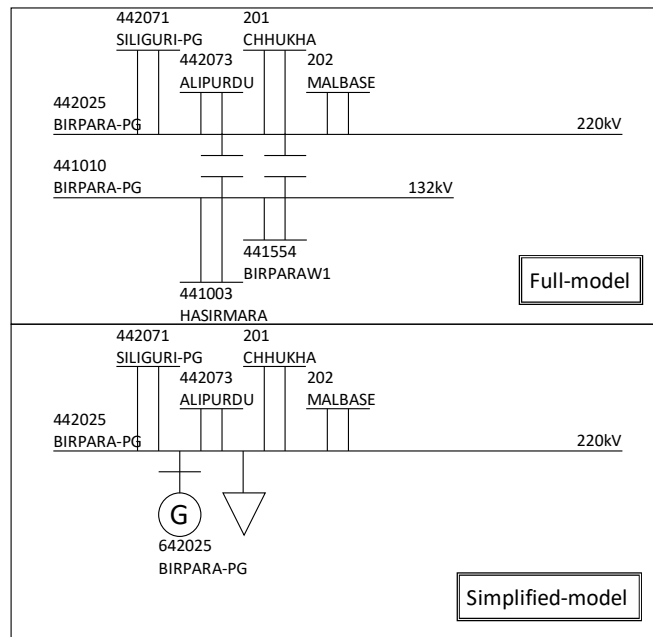 442071
SILIGURI-PG
201
CHHUKHA
442073
ALIPURDU
202
MALBASE
442025
BIRPARA-PG
220kV
441010
BIRPARA-PG
132kV
441554
BIRPARAW1
441003
HASIRMARA
Full-model
442071
SILIGURI-PG
201
CHHUKHA
442073
ALIPURDU
202
MALBASE
442025
BIRPARA-PG
220kV
G
642025
BIRPARA-PG
Simplified-model